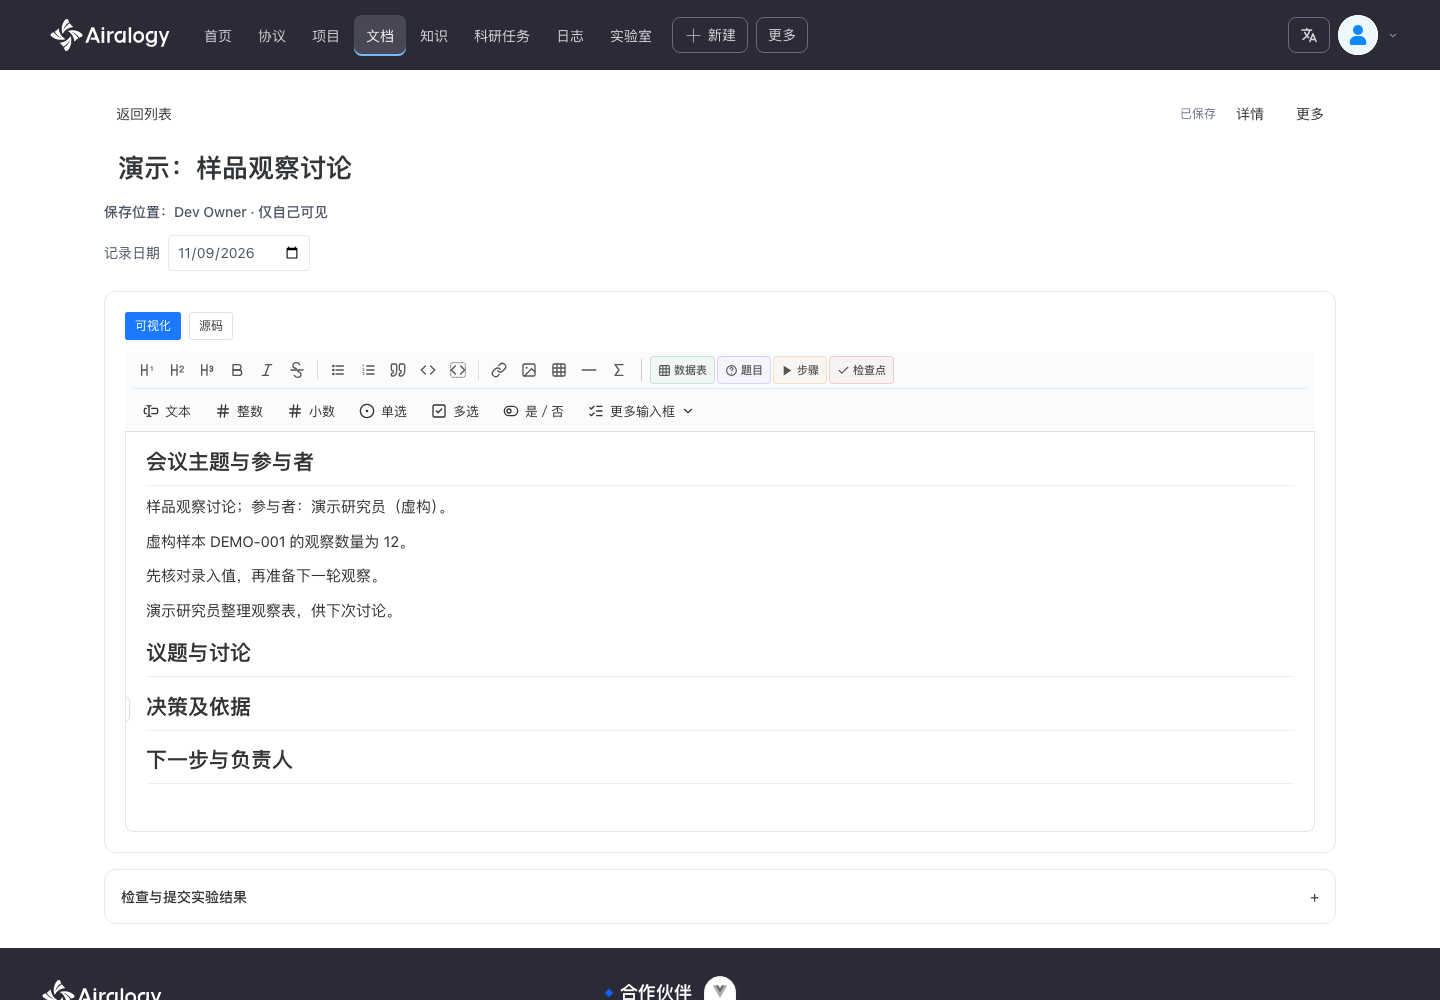 Airalogy 首页 协议 项目 文档 知识 科研任务 日志 实验室 新建 更多
返回列表 已保存 详情 更多
演示：样品观察讨论
保存位置：Dev Owner · 仅自己可见
记录日期 11/09/2026
可视化 源码
H1 H2 H3 B I S 数据表 题目 步骤 检查点
文本 整数 小数 单选 多选 是 / 否 更多输入框
会议主题与参与者
样品观察讨论；参与者：演示研究员（虚构）。
虚构样本 DEMO-001 的观察数量为 12。
先核对录入值，再准备下一轮观察。
演示研究员整理观察表，供下次讨论。
议题与讨论
决策及依据
下一步与负责人
检查与提交实验结果 +
Airalogy 合作伙伴